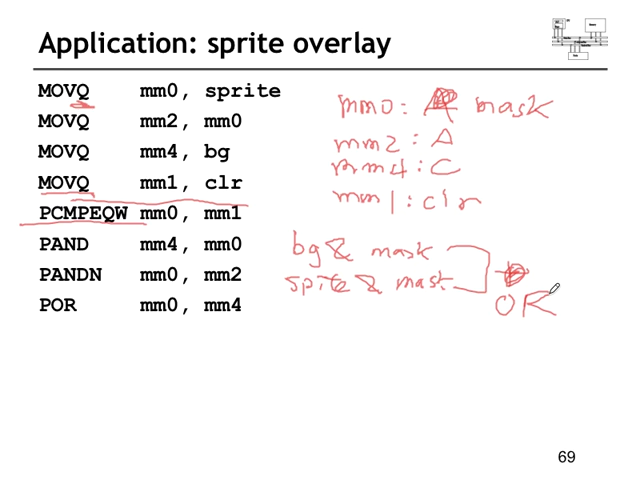 Application: sprite overlay
MOVQ mm0, sprite
MOVQ mm2, mm0
MOVQ mm4, bg
MOVQ mm1, clr
PCMPEQW mm0, mm1
PAND mm4, mm0
PANDN mm0, mm2
POR mm0, mm4
mm0: mask
mm2: A
mm4: C
mm1: clr
bg & mask
spite & mask
OR
69